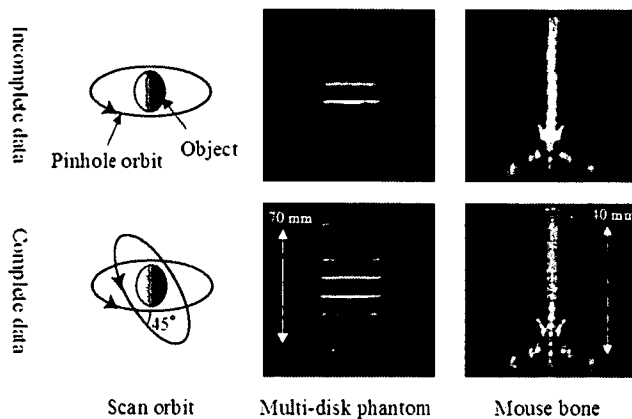 Incomplete data
Pinhole orbit
Object
Complete data
45°
70 mm
40 mm
Scan orbit
Multi-disk phantom
Mouse bone